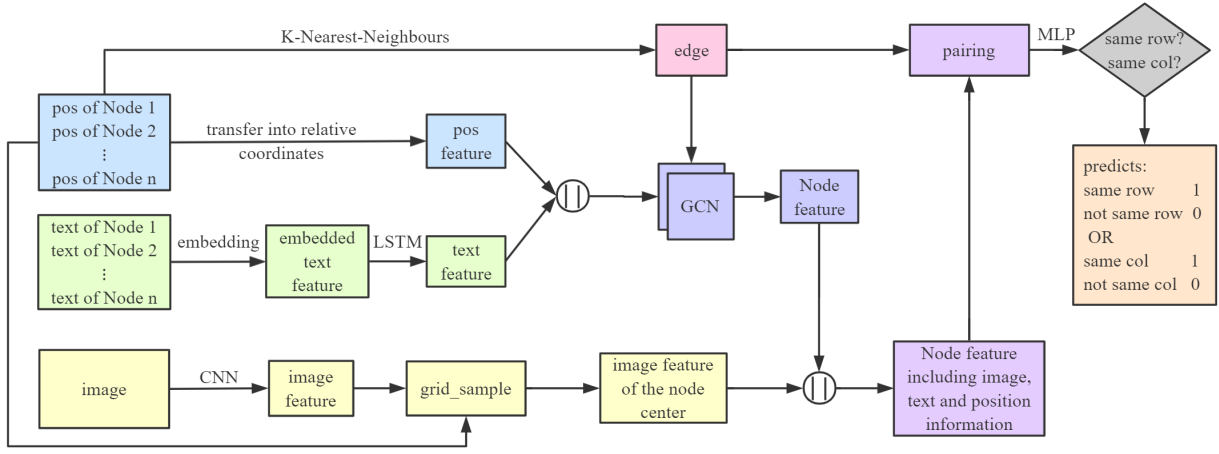 K-Nearest-Neighbours
edge
pairing
MLP
same row?
same col?
pos of Node 1
pos of Node 2
⋮
pos of Node n
transfer into relative
coordinates
pos
feature
||
GCN
Node
feature
predicts:
same row 1
not same row 0
OR
same col 1
not same col 0
text of Node 1
text of Node 2
⋮
text of Node n
embedding
embedded
text
feature
LSTM
text
feature
image
CNN
image
feature
grid_sample
image feature
of the node
center
||
Node feature
including image,
text and position
information